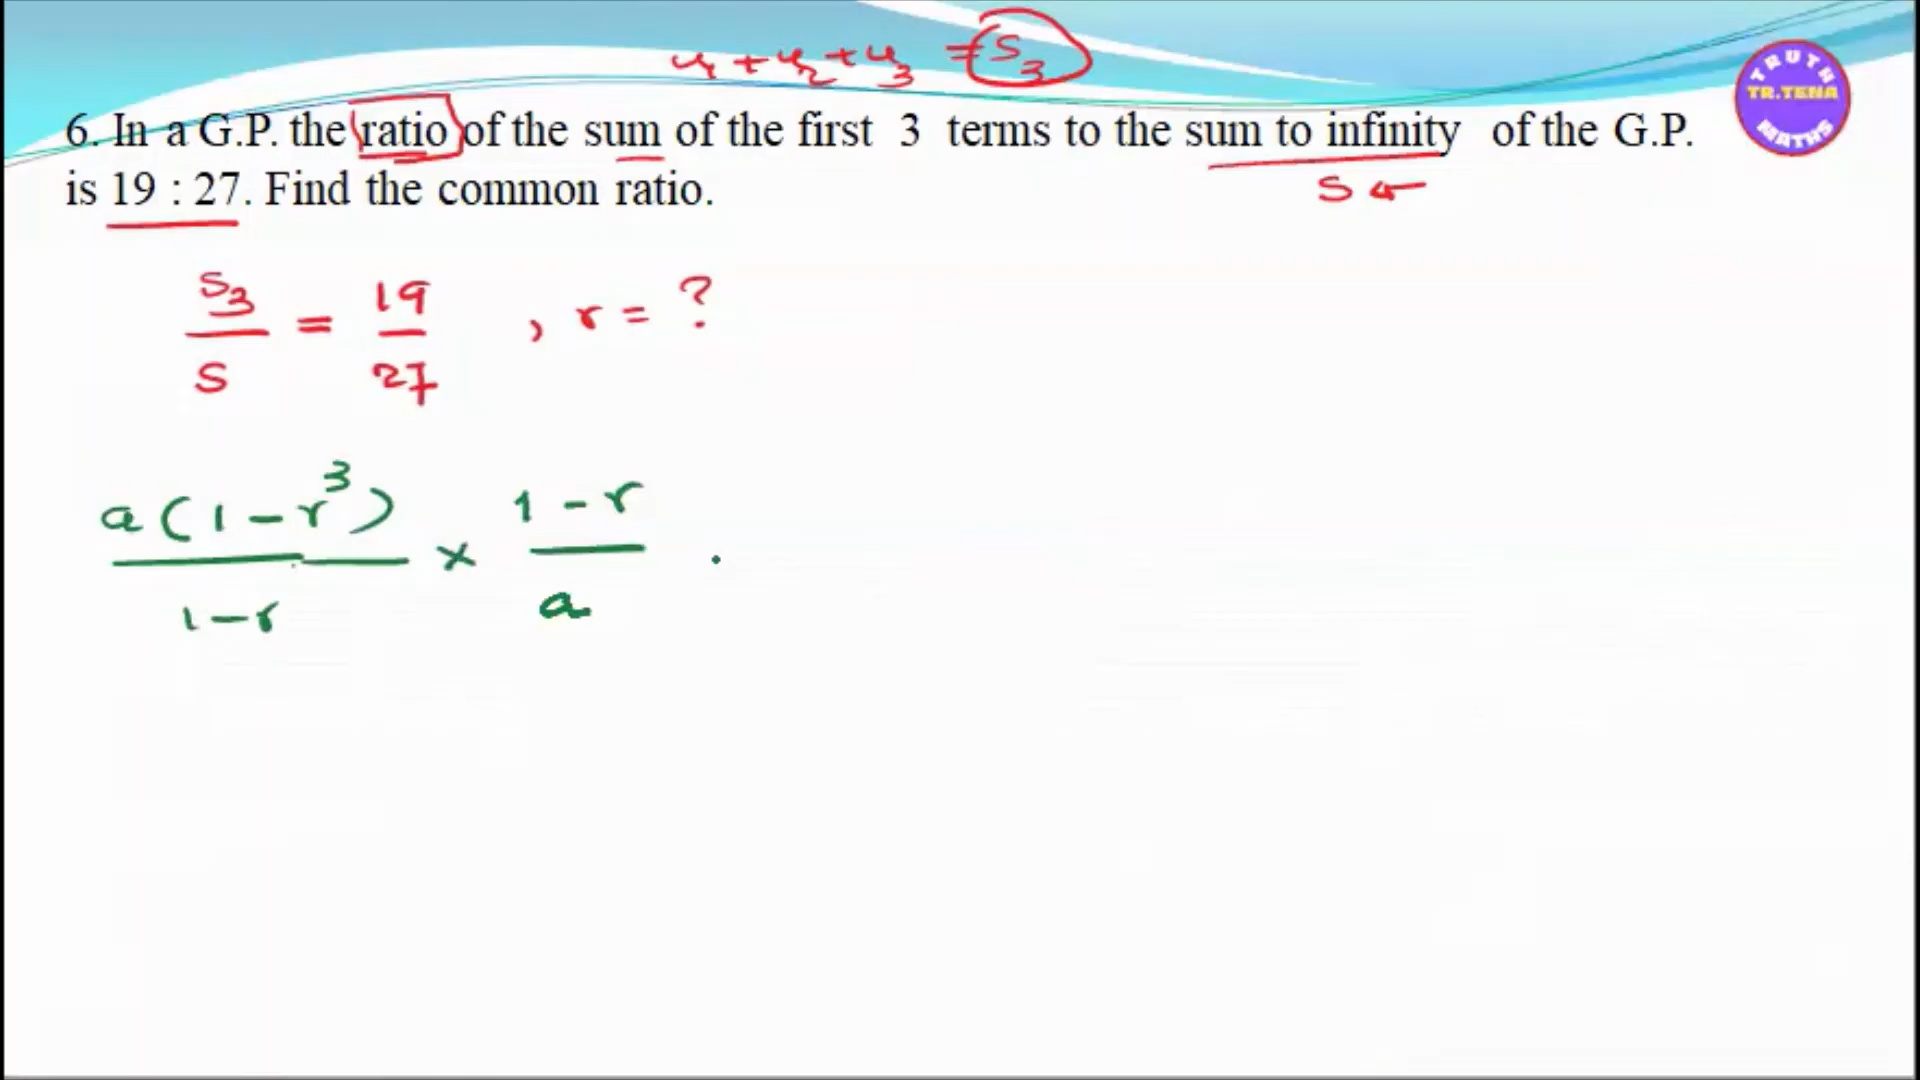 u₁ + u₂ + u₃ = S₃
TRUTH
TR.TENA
MATHS
6. In a G.P. the ratio of the sum of the first 3 terms to the sum to infinity of the G.P.
is 19 : 27. Find the common ratio.
S
S₃/S = 19/27 , r = ?
a(1-r³)/1-r × 1-r/a